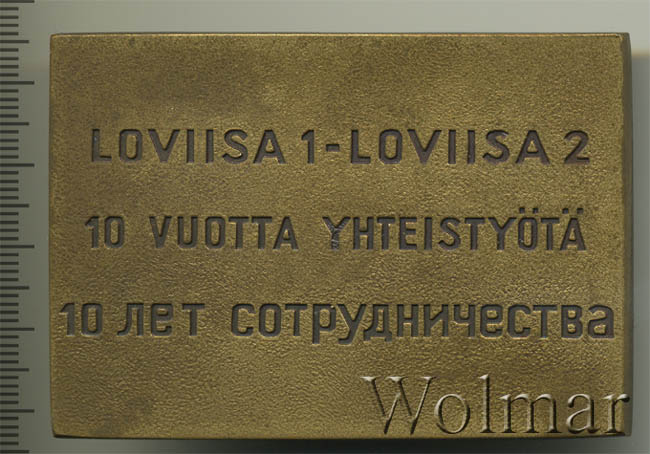 LOVIISA 1-LOVIISA 2
10 VUOTTA YHTEISTYÖTÄ
10 лет сотрудничества
Wolmar